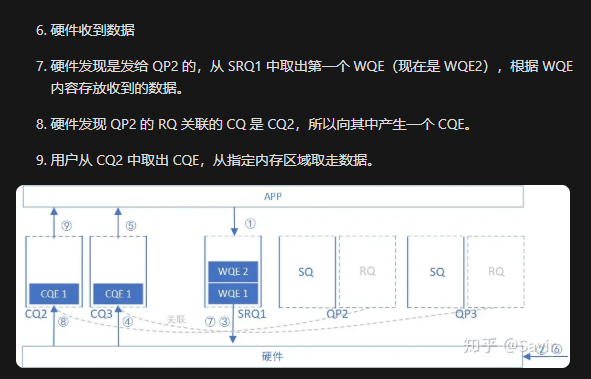 6. 硬件收到数据
7. 硬件发现是发给 QP2 的，从 SRQ1 中取出第一个 WQE（现在是 WQE2），根据 WQE
内容存放收到的数据。
8. 硬件发现 QP2 的 RQ 关联的 CQ 是 CQ2，所以向其中产生一个 CQE。
9. 用户从 CQ2 中取出 CQE，从指定内存区域取走数据。
APP
⑨ ⑤ ①
CQE 1 CQE 1 WQE 2 SQ RQ SQ RQ
WQE 1
CQ2 CQ3 SRQ1 QP2 QP3
关联
⑧ ④ ⑦ ③
硬件
② ⑥
知乎